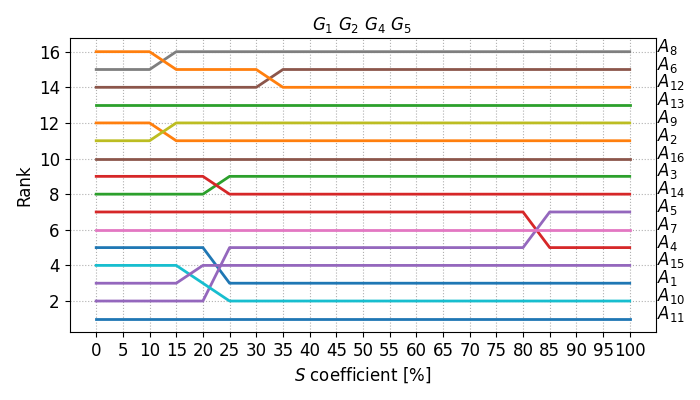 G₁ G₂ G₄ G₅
16
14
12
10
8
6
4
2
Rank
A₈
A₆
A₁₂
A₁₃
A₉
A₂
A₁₆
A₃
A₁₄
A₅
A₇
A₄
A₁₅
A₁
A₁₀
A₁₁
0 5 10 15 20 25 30 35 40 45 50 55 60 65 70 75 80 85 90 95 100
S coefficient [%]